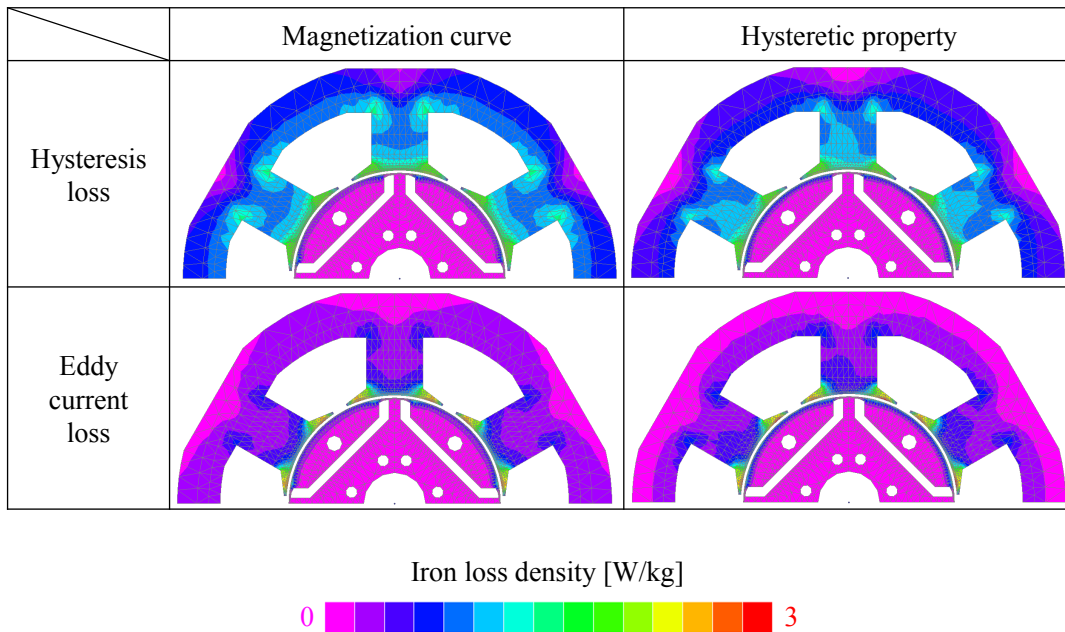 Magnetization curve
Hysteretic property
Hysteresis
loss
Eddy
current
loss
Iron loss density [W/kg]
0
3